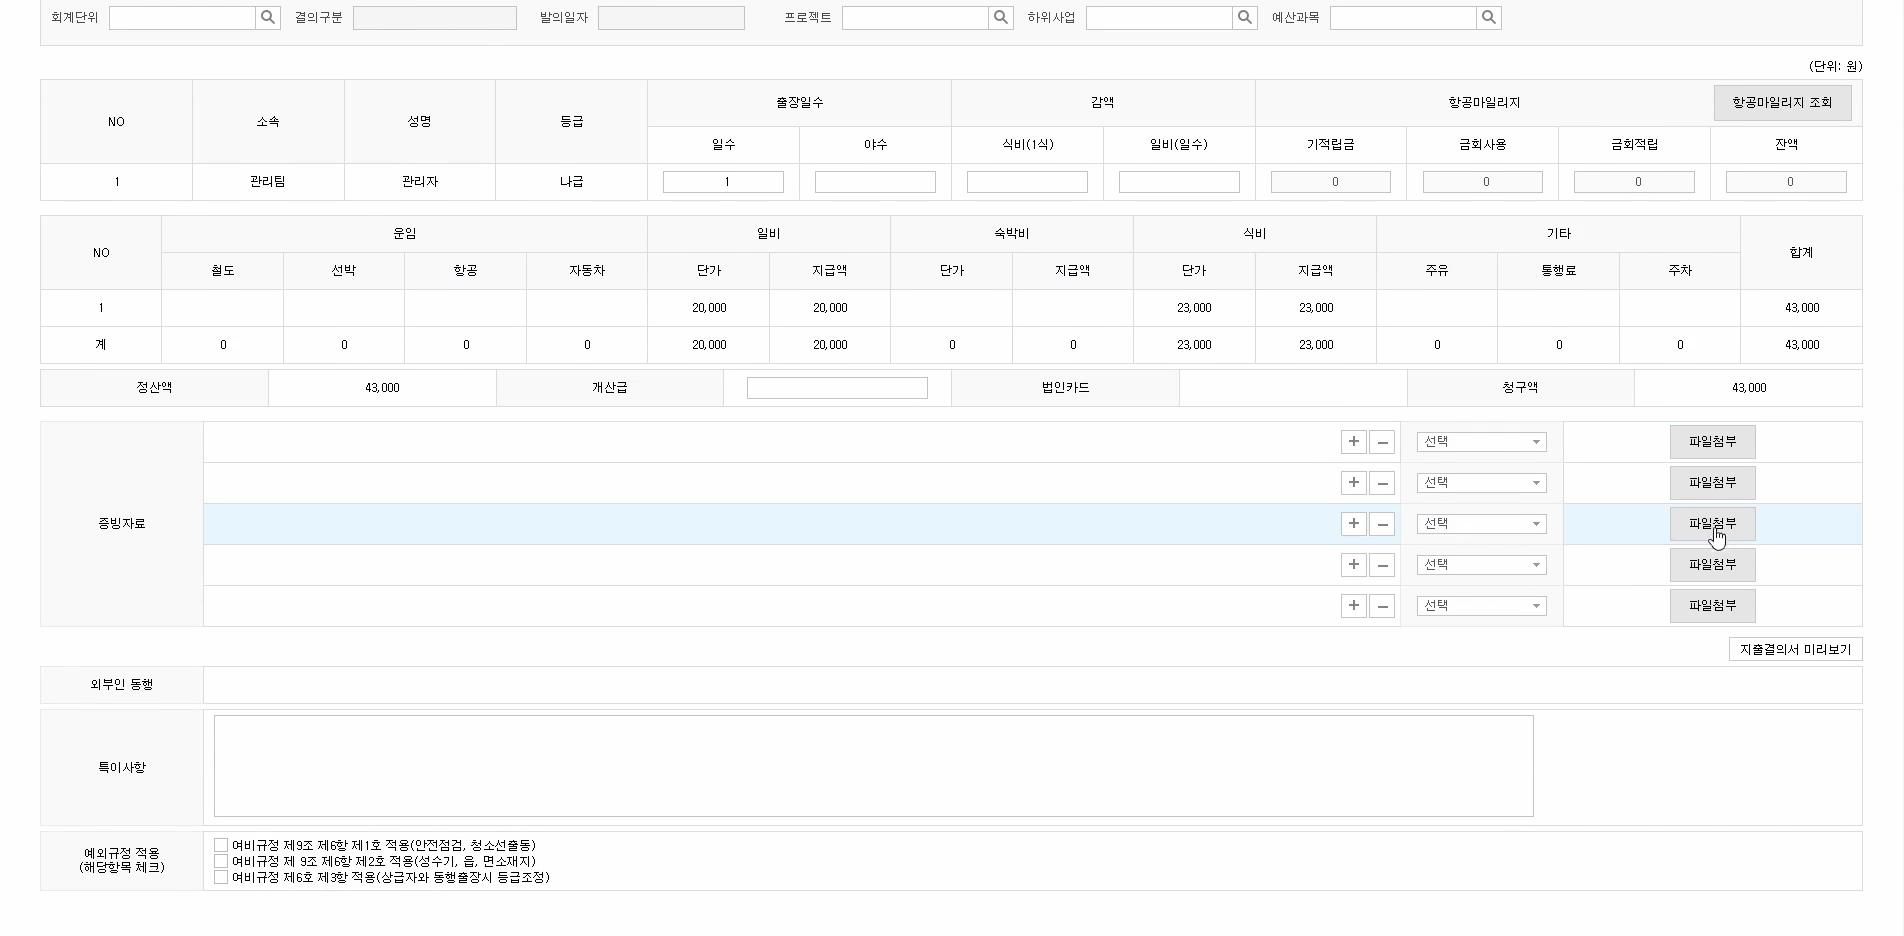 회계단위 결의구분 발의일자 프로젝트 하위사업 예산과목
(단위: 원)
NO 소속 성명 등급 출장일수 감액 항공마일리지 항공마일리지 조회
일수 야수 식비(1식) 일비(일수) 기적립금 금회사용 금회적립 잔액
1 관리팀 관리자 나급 1 0 0 0 0
NO 운임 일비 숙박비 식비 기타 합계
철도 선박 항공 자동차 단가 지급액 단가 지급액 단가 지급액 주유 통행료 주차
1 20,000 20,000 23,000 23,000 43,000
계 0 0 0 0 20,000 20,000 0 0 23,000 23,000 0 0 0 43,000
정산액 43,000 개산급 법인카드 청구액 43,000
증빙자료
+ − 선택 파일첨부
+ − 선택 파일첨부
+ − 선택 파일첨부
+ − 선택 파일첨부
+ − 선택 파일첨부
지출결의서 미리보기
외부인 동행
특이사항
예외규정 적용
(해당항목 체크)
여비규정 제9조 제6항 제1호 적용(안전점검, 청소선출동)
여비규정 제 9조 제6항 제2호 적용(성수기, 읍, 면소재지)
여비규정 제6호 제3항 적용(상급자와 동행출장시 등급조정)